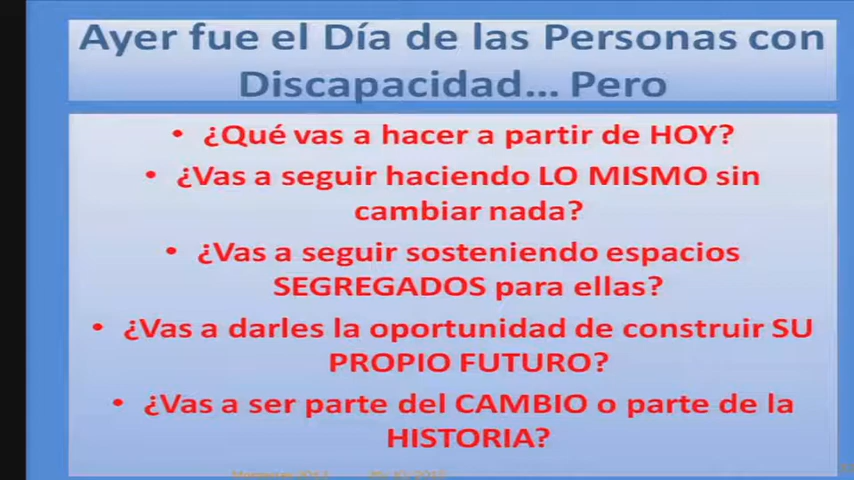 Ayer fue el Día de las Personas con
Discapacidad... Pero
• ¿Qué vas a hacer a partir de HOY?
• ¿Vas a seguir haciendo LO MISMO sin
cambiar nada?
• ¿Vas a seguir sosteniendo espacios
SEGREGADOS para ellas?
• ¿Vas a darles la oportunidad de construir SU
PROPIO FUTURO?
• ¿Vas a ser parte del CAMBIO o parte de la
HISTORIA?